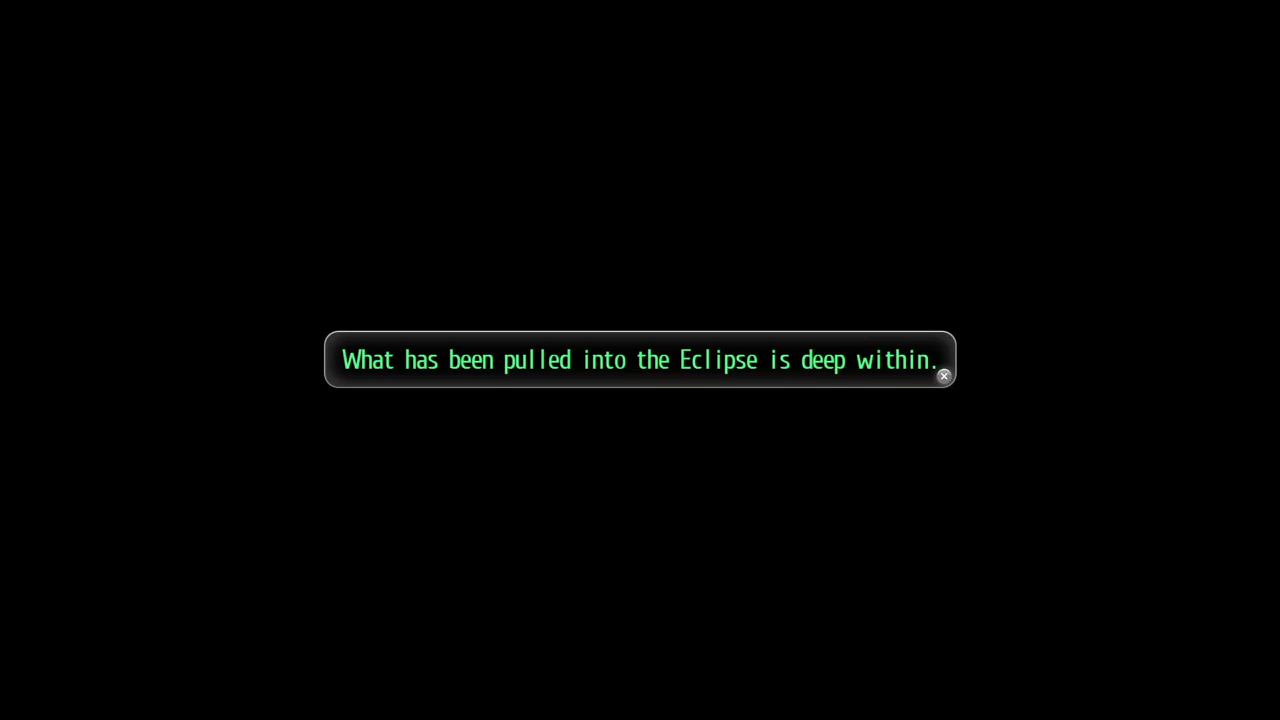 What has been pulled into the Eclipse is deep within.